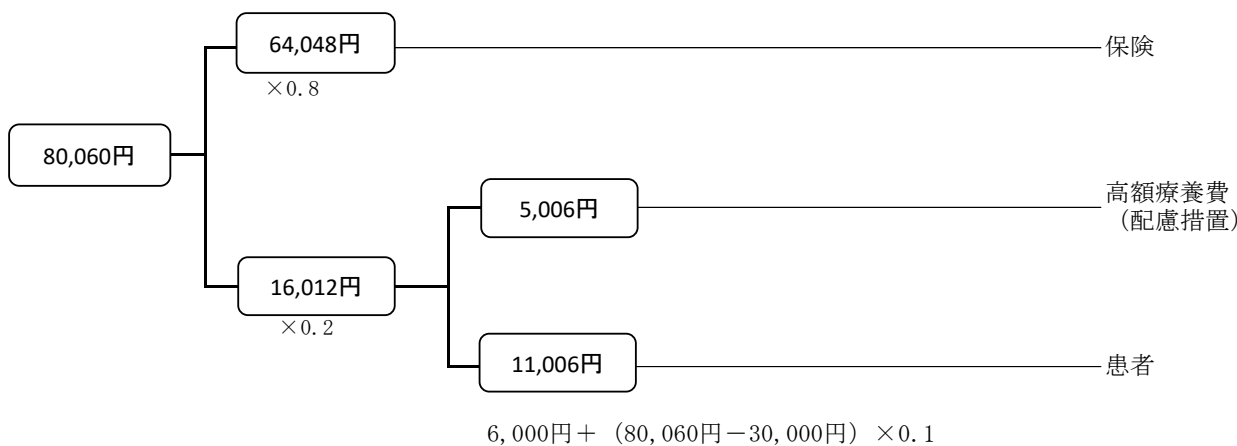 64,048円
保険
×0.8
80,060円
5,006円
高額療養費
（配慮措置）
16,012円
×0.2
11,006円
患者
6,000円＋（80,060円－30,000円）×0.1